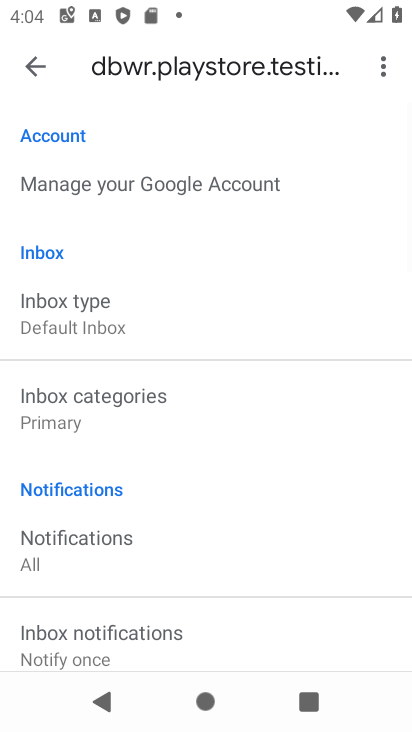 4:04
dbwr.playstore.testi...
Account
Manage your Google Account
Inbox
Inbox type
Default Inbox
Inbox categories
Primary
Notifications
Notifications
All
Inbox notifications
Notify once